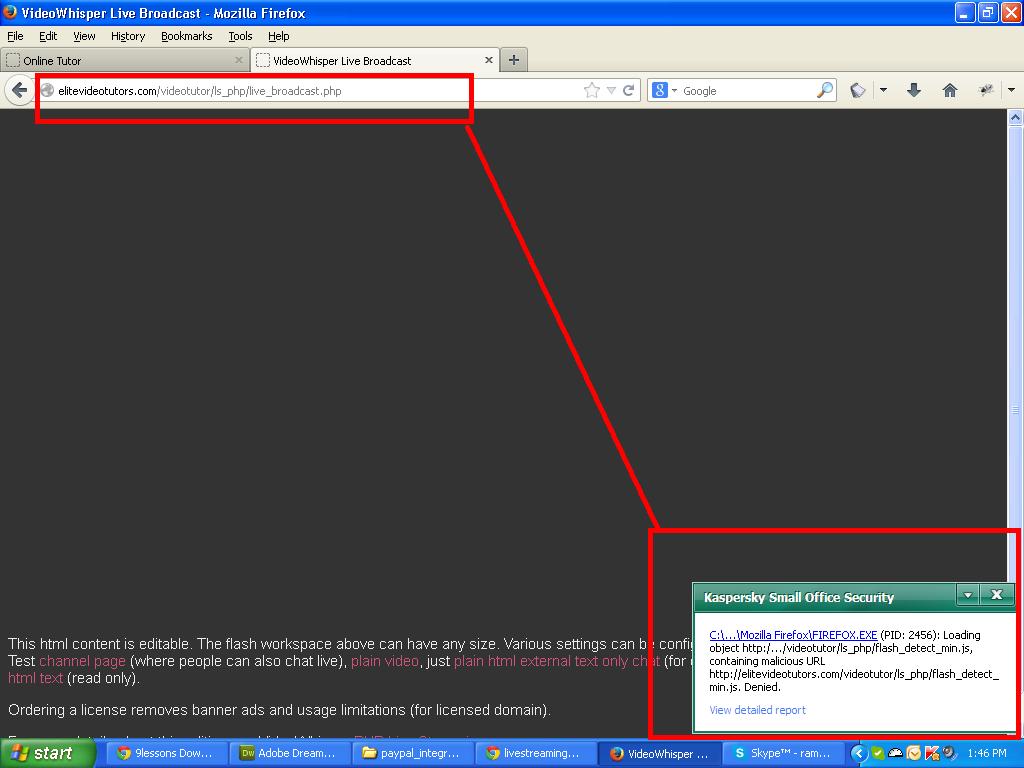 VideoWhisper Live Broadcast - Mozilla Firefox
File Edit View History Bookmarks Tools Help
Online Tutor
VideoWhisper Live Broadcast
elitevideotutors.com/videotutor/ls_php/live_broadcast.php
Google
This html content is editable. The flash workspace above can have any size. Various settings can be
Test channel page (where people can also chat live), plain video, just plain html external text only chat (for
html text (read only).
Ordering a license removes banner ads and usage limitations (for licensed domain).
Kaspersky Small Office Security
C:\...\Mozilla Firefox\FIREFOX.EXE (PID: 2456): Loading
object http:/.../videotutor/ls_php/flash_detect_min.js,
containing malicious URL
http://elitevideotutors.com/videotutor/ls_php/flash_detect_
min.js. Denied.
View detailed report
start
9lessons Dow...
Adobe Dream...
paypal_integr...
livestreaming...
VideoWhisper ...
Skype™ - ram...
1:46 PM